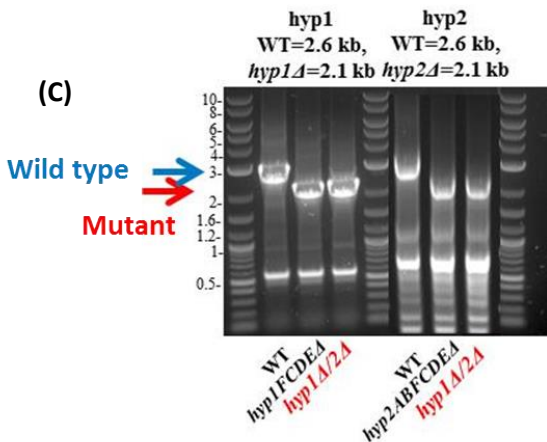 hyp1
WT=2.6 kb,
hyp1Δ=2.1 kb
hyp2
WT=2.6 kb,
hyp2Δ=2.1 kb
(C)
Wild type
Mutant
10-
8-
6-
5-
4-
3-
2-
1.6-
1.2-
1-
0.5-
WT
hyp1FCDEΔ
hyp1Δ/2Δ
WT
hyp2ABFCDEΔ
hyp1Δ/2Δ